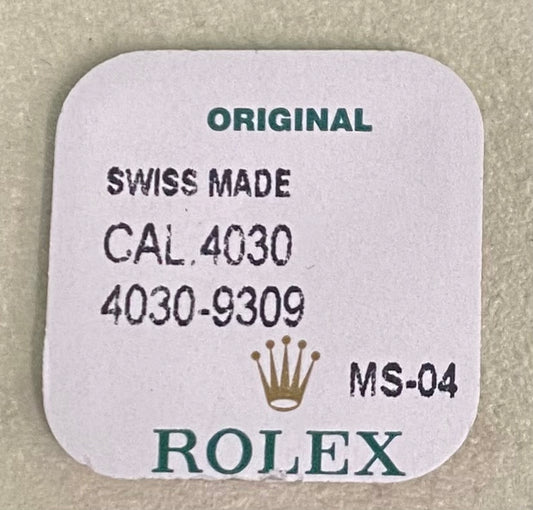 ORIGINAL
SWISS MADE
CAL.4030
4030-9309
MS-04
ROLEX